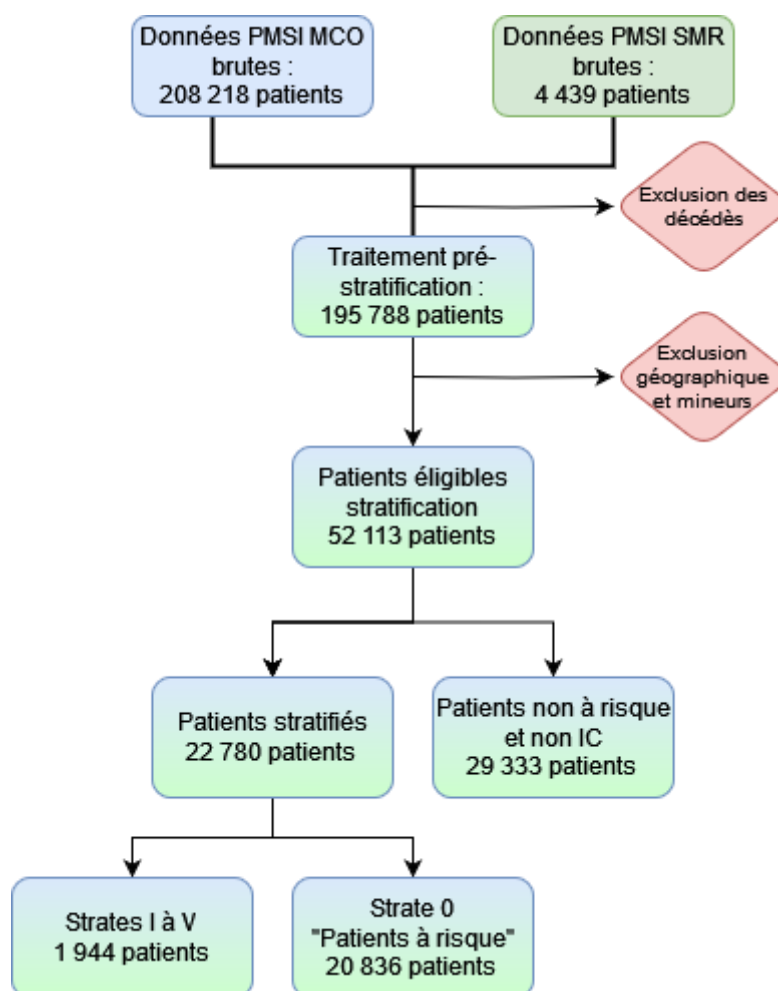 Données PMSI MCO
brutes :
208 218 patients
Données PMSI SMR
brutes :
4 439 patients
Exclusion des
décédès
Traitement pré-
stratification :
195 788 patients
Exclusion
géographique
et mineurs
Patients éligibles
stratification
52 113 patients
Patients stratifiés
22 780 patients
Patients non à risque
et non IC
29 333 patients
Strates I à V
1 944 patients
Strate 0
"Patients à risque"
20 836 patients